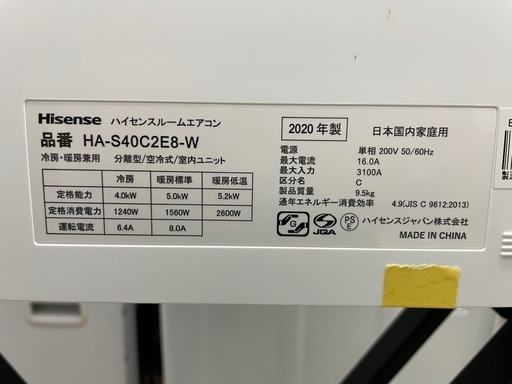 Hisense ハイセンスルームエアコン
品番 HA-S40C2E8-W
冷房・暖房兼用 分離型/空冷式/室内ユニット
冷房 暖房標準 暖房低温
定格能力 4.0kW 5.0kW 5.2kW
定格消費電力 1240W 1560W 2600W
運転電流 6.4A 8.0A
2020年製 日本国内家庭用
電源 単相 200V 50/60Hz
最大電流 16.0A
最大入力 3100A
区分名 C
製品質量 9.5kg
通年エネルギー消費効率 4.9(JIS C 9612:2013)
JQA PSE ハイセンスジャパン株式会社
MADE IN CHINA